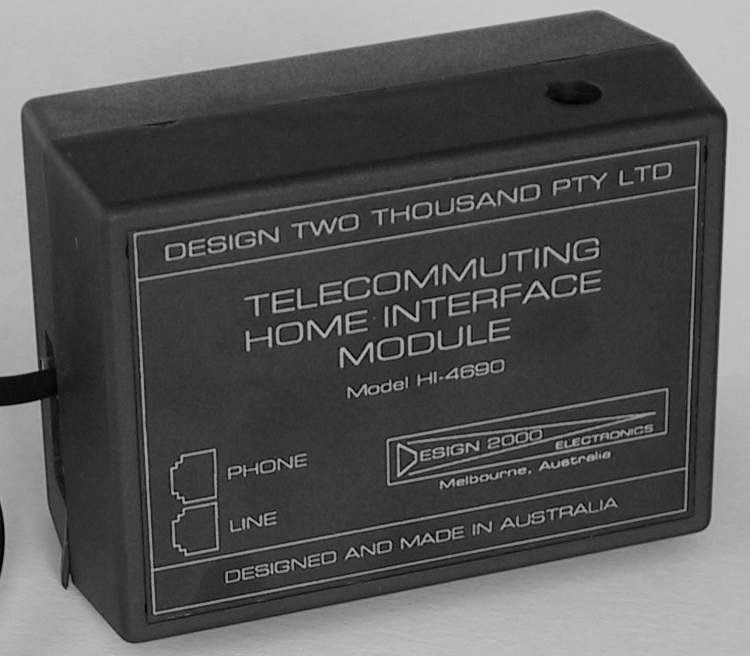 DESIGN TWO THOUSAND PTY LTD
TELECOMMUTING
HOME INTERFACE
MODULE
Model HI-4690
DESIGN 2000 ELECTRONICS
Melbourne, Australia
PHONE
LINE
DESIGNED AND MADE IN AUSTRALIA